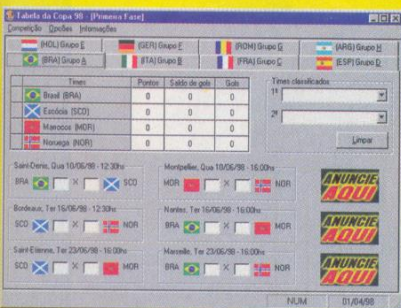 Tabela da Copa 98 - [Primeira Fase]
Competição Opções Informações
(HOL) Grupo E (GER) Grupo F (ROM) Grupo G (ARG) Grupo H
(BRA) Grupo A (ITA) Grupo B (FRA) Grupo C (ESP) Grupo D
Times Pontos Saldo de gols Gols
Brasil (BRA) 0 0 0
Escócia (SCO) 0 0 0
Marrocos (MOR) 0 0 0
Noruega (NOR) 0 0 0
Times classificados
1º
2º
Limpar
Saint-Denis, Qua 10/06/98 - 12:30hs
BRA X SCO
Montpellier, Qua 10/06/98 - 16:00hs
MOR X NOR
ANUNCIE AQUI
Bordeaux, Ter 16/06/98 - 12:30hs
SCO X NOR
Nantes, Ter 16/06/98 - 16:00hs
BRA X MOR
ANUNCIE AQUI
Saint-Etienne, Ter 23/06/98 - 16:00hs
SCO X MOR
Marseille, Ter 23/06/98 - 16:00hs
BRA X NOR
ANUNCIE AQUI
NUM 01/04/98